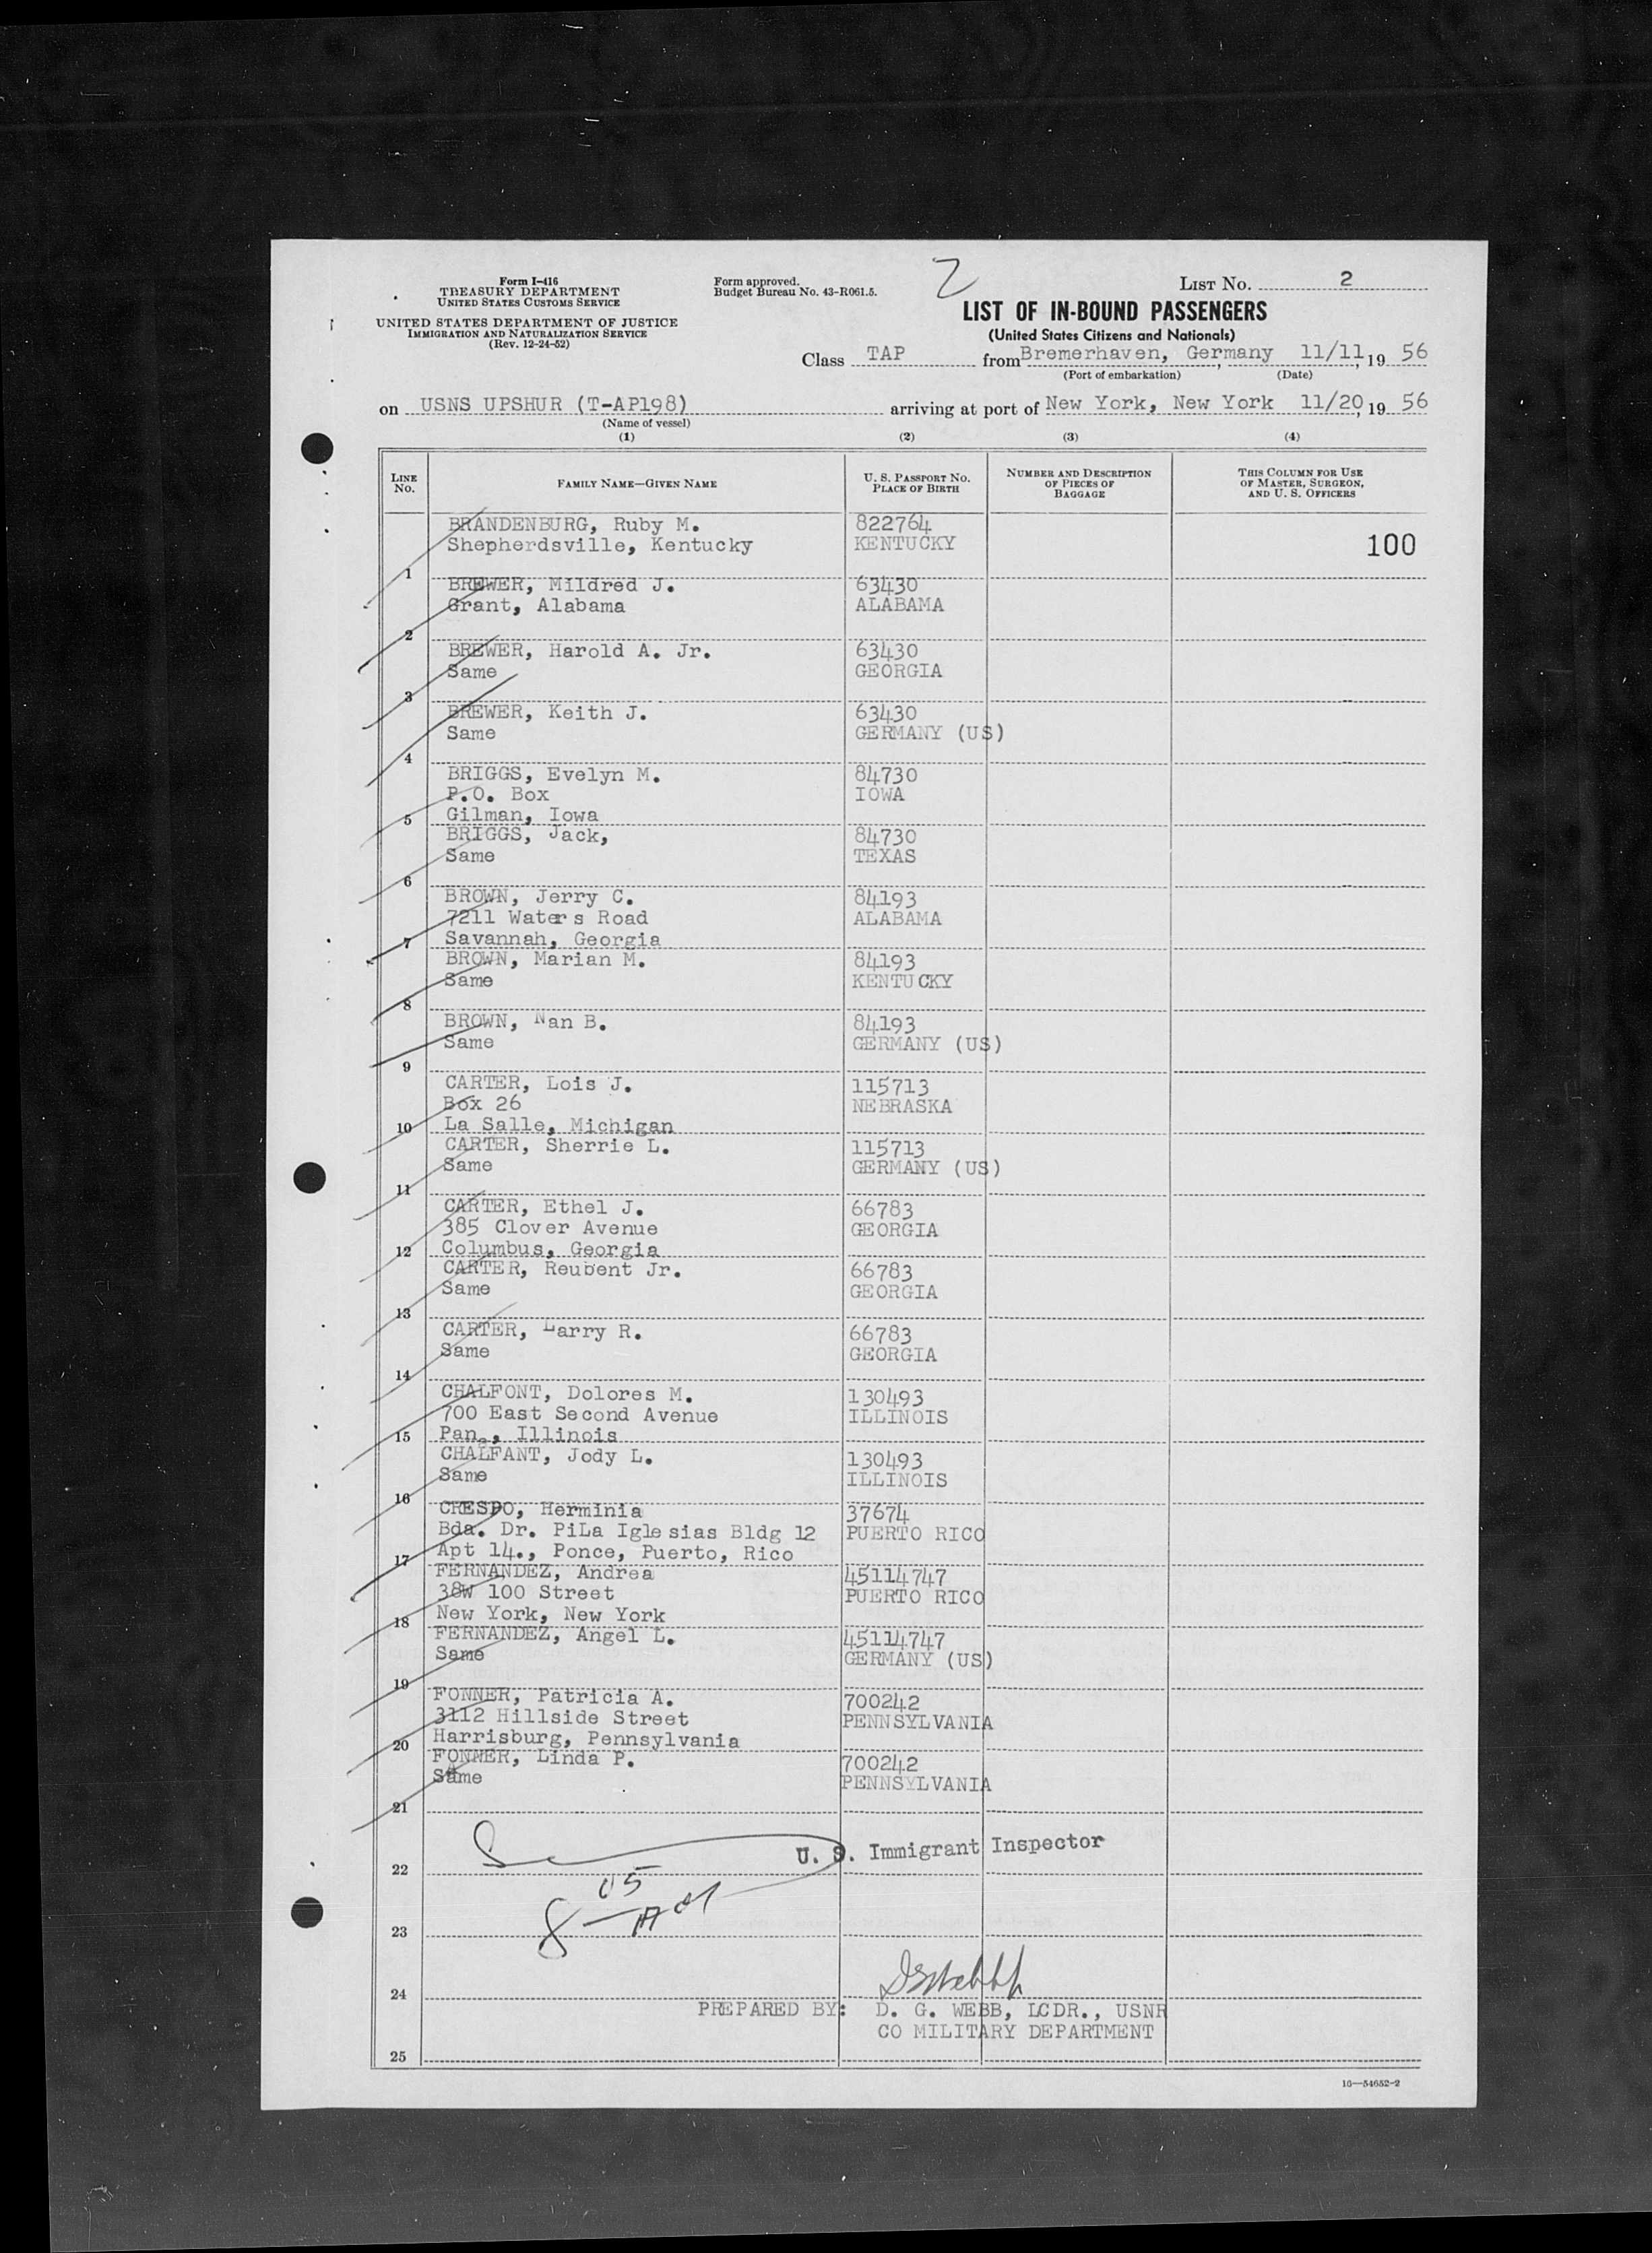 Form I-416
TREASURY DEPARTMENT
UNITED STATES CUSTOMS SERVICE
UNITED STATES DEPARTMENT OF JUSTICE
IMMIGRATION AND NATURALIZATION SERVICE
(Rev. 12-24-52)
Form approved.
Budget Bureau No. 43-R061.5.
2
LIST No. 2
LIST OF IN-BOUND PASSENGERS
(United States Citizens and Nationals)
Class TAP from Bremerhaven, Germany 11/11, 19 56
(Port of embarkation) (Date)
on USNS UPSHUR (T-AP198) arriving at port of New York, New York 11/20, 19 56
(Name of vessel)
(1) (2) (3) (4)
LINE No. FAMILY NAME—GIVEN NAME U. S. PASSPORT No. PLACE OF BIRTH NUMBER AND DESCRIPTION OF PIECES OF BAGGAGE THIS COLUMN FOR USE OF MASTER, SURGEON, AND U. S. OFFICERS
BRANDENBURG, Ruby M. 822764
Shepherdsville, Kentucky KENTUCKY 100
1
BREWER, Mildred J. 63430
Grant, Alabama ALABAMA
2
BREWER, Harold A. Jr. 63430
Same GEORGIA
3
BREWER, Keith J. 63430
Same GERMANY (US)
4
BRIGGS, Evelyn M. 84730
P.O. Box IOWA
5 Gilman, Iowa
BRIGGS, Jack, 84730
Same TEXAS
6
BROWN, Jerry C. 84193
7211 Waters Road ALABAMA
7 Savannah, Georgia
BROWN, Marian M. 84193
Same KENTUCKY
8
BROWN, Nan B. 84193
Same GERMANY (US)
9
CARTER, Lois J. 115713
Box 26 NEBRASKA
10 La Salle, Michigan
CARTER, Sherrie L. 115713
Same GERMANY (US)
11
CARTER, Ethel J. 66783
385 Clover Avenue GEORGIA
12 Columbus, Georgia
CARTER, Reubent Jr. 66783
Same GEORGIA
13
CARTER, Larry R. 66783
Same GEORGIA
14
CHALFONT, Dolores M. 130493
700 East Second Avenue ILLINOIS
15 Pana, Illinois
CHALFANT, Jody L. 130493
Same ILLINOIS
16
CRESPO, Herminia 37674
Bda. Dr. PiLa Iglesias Bldg 12 PUERTO RICO
17 Apt 14., Ponce, Puerto, Rico
FERNANDEZ, Andrea 45114747
38W 100 Street PUERTO RICO
18 New York, New York
FERNANDEZ, Angel L. 45114747
Same GERMANY (US)
19
FONNER, Patricia A. 700242
3112 Hillside Street PENNSYLVANIA
20 Harrisburg, Pennsylvania
FONNER, Linda P. 700242
Same PENNSYLVANIA
21
U. S. Immigrant Inspector
22
8 05
23
24
PREPARED BY: D. G. WEBB, LCDR., USNR
CO MILITARY DEPARTMENT
25
16—54652-2